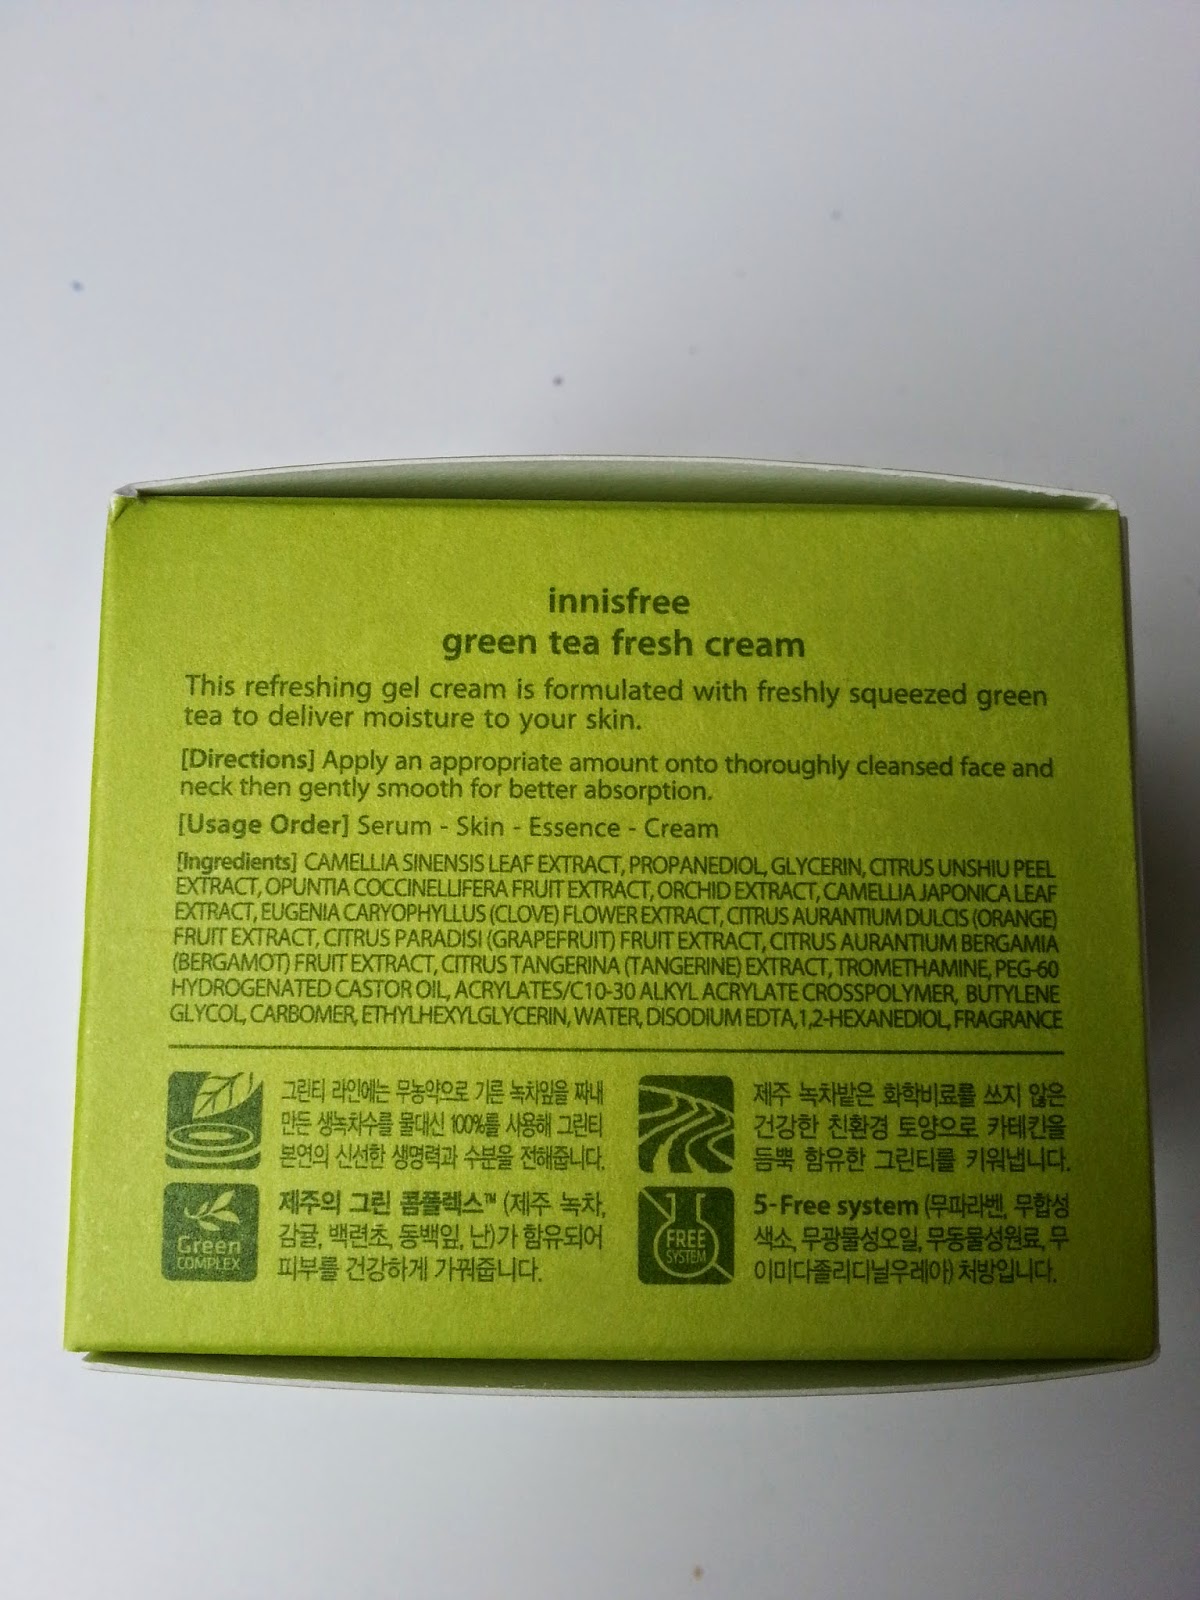 innisfree
green tea fresh cream
This refreshing gel cream is formulated with freshly squeezed green
tea to deliver moisture to your skin.
[Directions] Apply an appropriate amount onto thoroughly cleansed face and
neck then gently smooth for better absorption.
[Usage Order] Serum - Skin - Essence - Cream
[Ingredients] CAMELLIA SINENSIS LEAF EXTRACT, PROPANEDIOL, GLYCERIN, CITRUS UNSHIU PEEL
EXTRACT, OPUNTIA COCCINELLIFERA FRUIT EXTRACT, ORCHID EXTRACT, CAMELLIA JAPONICA LEAF
EXTRACT, EUGENIA CARYOPHYLLUS (CLOVE) FLOWER EXTRACT, CITRUS AURANTIUM DULCIS (ORANGE)
FRUIT EXTRACT, CITRUS PARADISI (GRAPEFRUIT) FRUIT EXTRACT, CITRUS AURANTIUM BERGAMIA
(BERGAMOT) FRUIT EXTRACT, CITRUS TANGERINA (TANGERINE) EXTRACT, TROMETHAMINE, PEG-60
HYDROGENATED CASTOR OIL, ACRYLATES/C10-30 ALKYL ACRYLATE CROSSPOLYMER, BUTYLENE
GLYCOL, CARBOMER, ETHYLHEXYLGLYCERIN, WATER, DISODIUM EDTA, 1,2-HEXANEDIOL, FRAGRANCE
그린티 라인에는 무농약으로 기른 녹차잎을 짜내
만든 생녹차수를 물대신 100%를 사용해 그린티
본연의 신선한 생명력과 수분을 전해줍니다.
제주 녹차밭은 화학비료를 쓰지 않은
건강한 친환경 토양으로 카테킨을
듬뿍 함유한 그린티를 키워냅니다.
Green
COMPLEX
제주의 그린 콤플렉스™ (제주 녹차,
감귤, 백련초, 동백잎, 난)가 함유되어
피부를 건강하게 가꿔줍니다.
FREE
SYSTEM
5-Free system (무파라벤, 무합성
색소, 무광물성오일, 무동물성원료, 무
이미다졸리디닐우레아) 처방입니다.